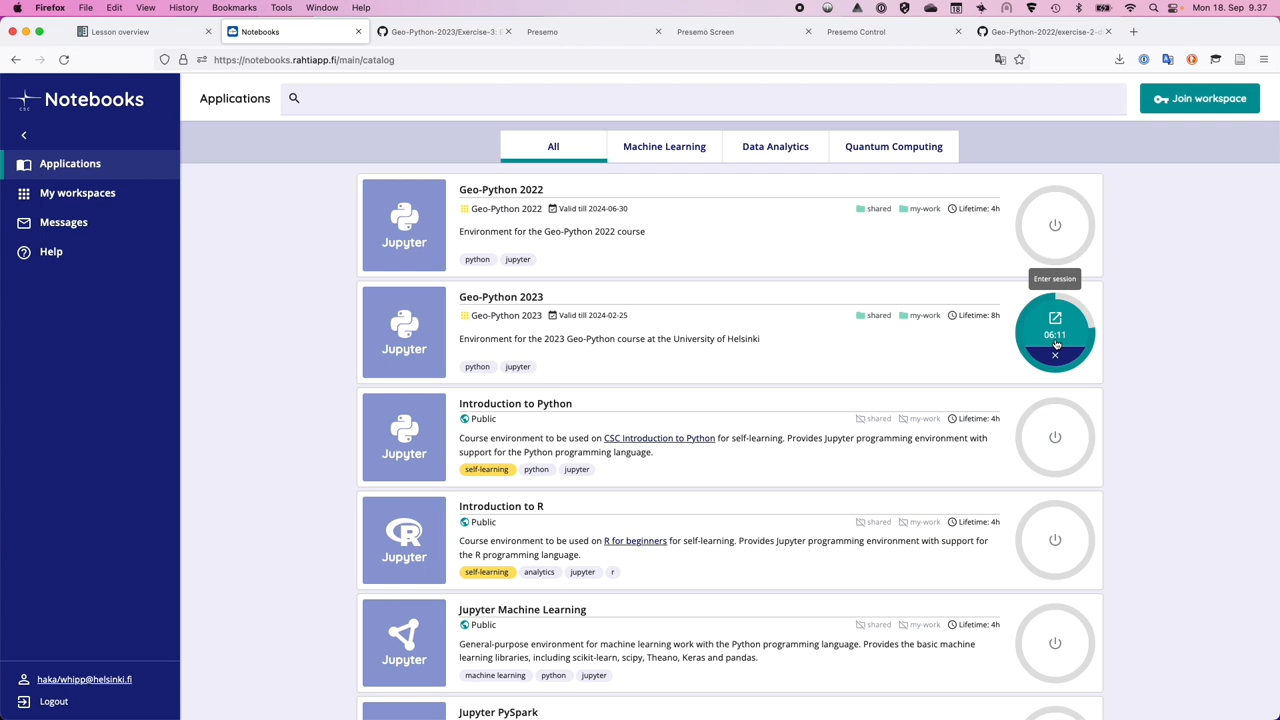 Firefox File Edit View History Bookmarks Tools Window Help Mon 18. Sep 9.37
Lesson overview Notebooks Geo-Python-2023/Exercise-3: E Presemo Presemo Screen Presemo Control Geo-Python-2022/exercise-2-d
https://notebooks.rahtiapp.fi/main/catalog
CSC
Notebooks
Applications
Join workspace
Applications
My workspaces
Messages
Help
haka/whipp@helsinki.fi
Logout
All Machine Learning Data Analytics Quantum Computing
Jupyter
Geo-Python 2022
Geo-Python 2022 Valid till 2024-06-30 shared my-work Lifetime: 4h
Environment for the Geo-Python 2022 course
python jupyter
Enter session
Jupyter
Geo-Python 2023
Geo-Python 2023 Valid till 2024-02-25 shared my-work Lifetime: 8h
06:11
Environment for the 2023 Geo-Python course at the University of Helsinki
python jupyter
Jupyter
Introduction to Python
Public shared my-work Lifetime: 4h
Course environment to be used on CSC Introduction to Python for self-learning. Provides Jupyter programming environment with
support for the Python programming language.
self-learning python jupyter
R
Jupyter
Introduction to R
Public shared my-work Lifetime: 4h
Course environment to be used on R for beginners for self-learning. Provides Jupyter programming environment with support for
the R programming language.
self-learning analytics jupyter r
Jupyter
Jupyter Machine Learning
Public shared my-work Lifetime: 4h
General-purpose environment for machine learning work with the Python programming language. Provides the basic machine
learning libraries, including scikit-learn, scipy, Theano, Keras and pandas.
machine learning python jupyter
Jupyter PySpark